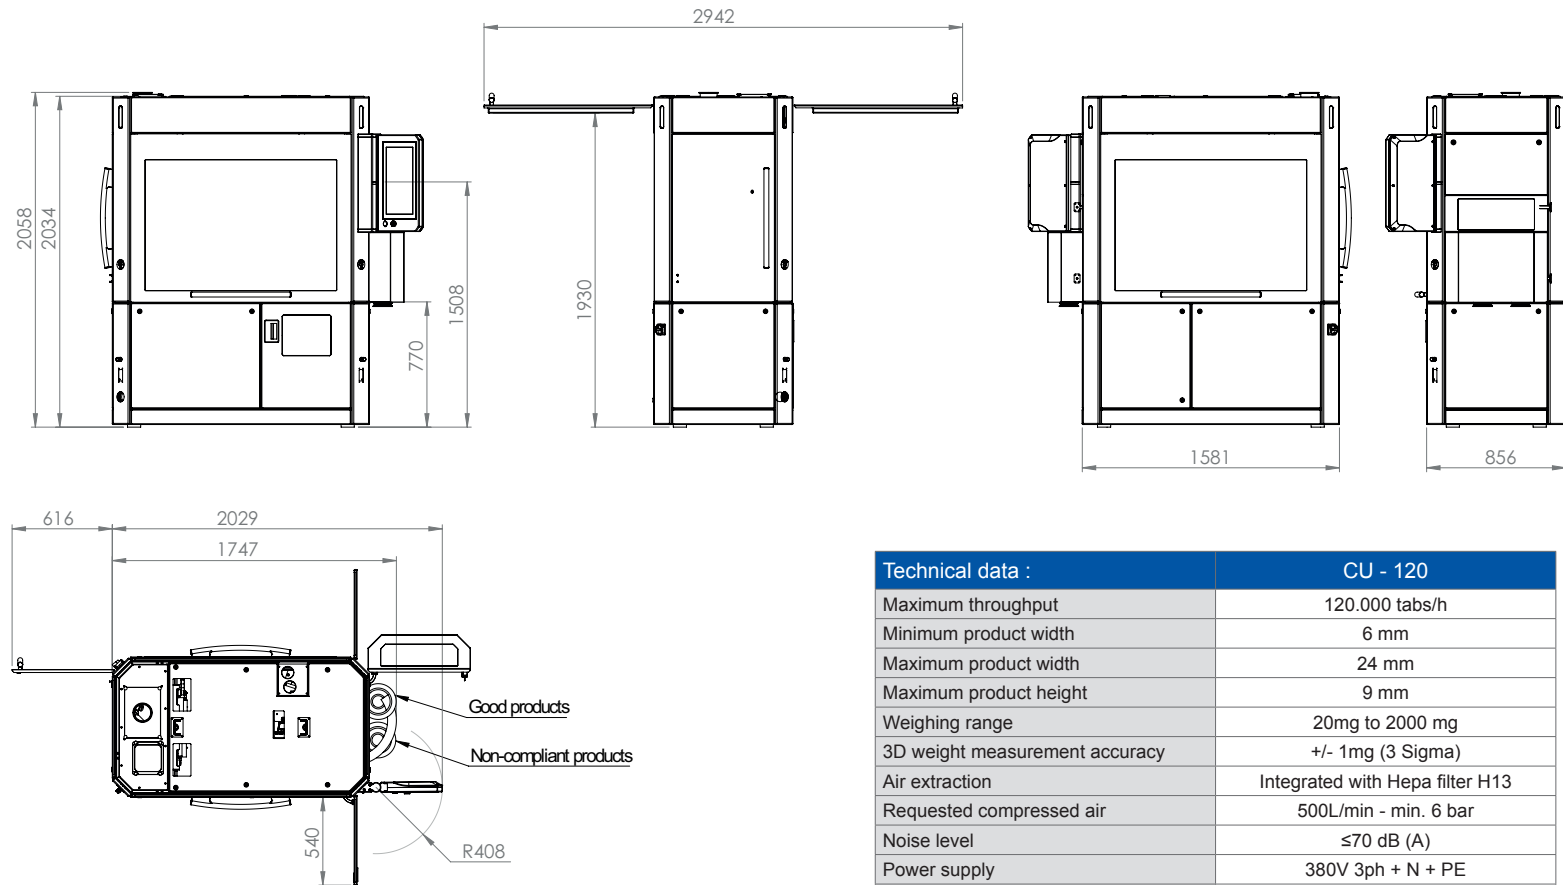 2942
2058
2034
1508
770
1930
1581
856
616
2029
1747
Good products
Non-compliant products
540
R408
Technical data : CU - 120
Maximum throughput 120.000 tabs/h
Minimum product width 6 mm
Maximum product width 24 mm
Maximum product height 9 mm
Weighing range 20mg to 2000 mg
3D weight measurement accuracy +/- 1mg (3 Sigma)
Air extraction Integrated with Hepa filter H13
Requested compressed air 500L/min - min. 6 bar
Noise level ≤70 dB (A)
Power supply 380V 3ph + N + PE